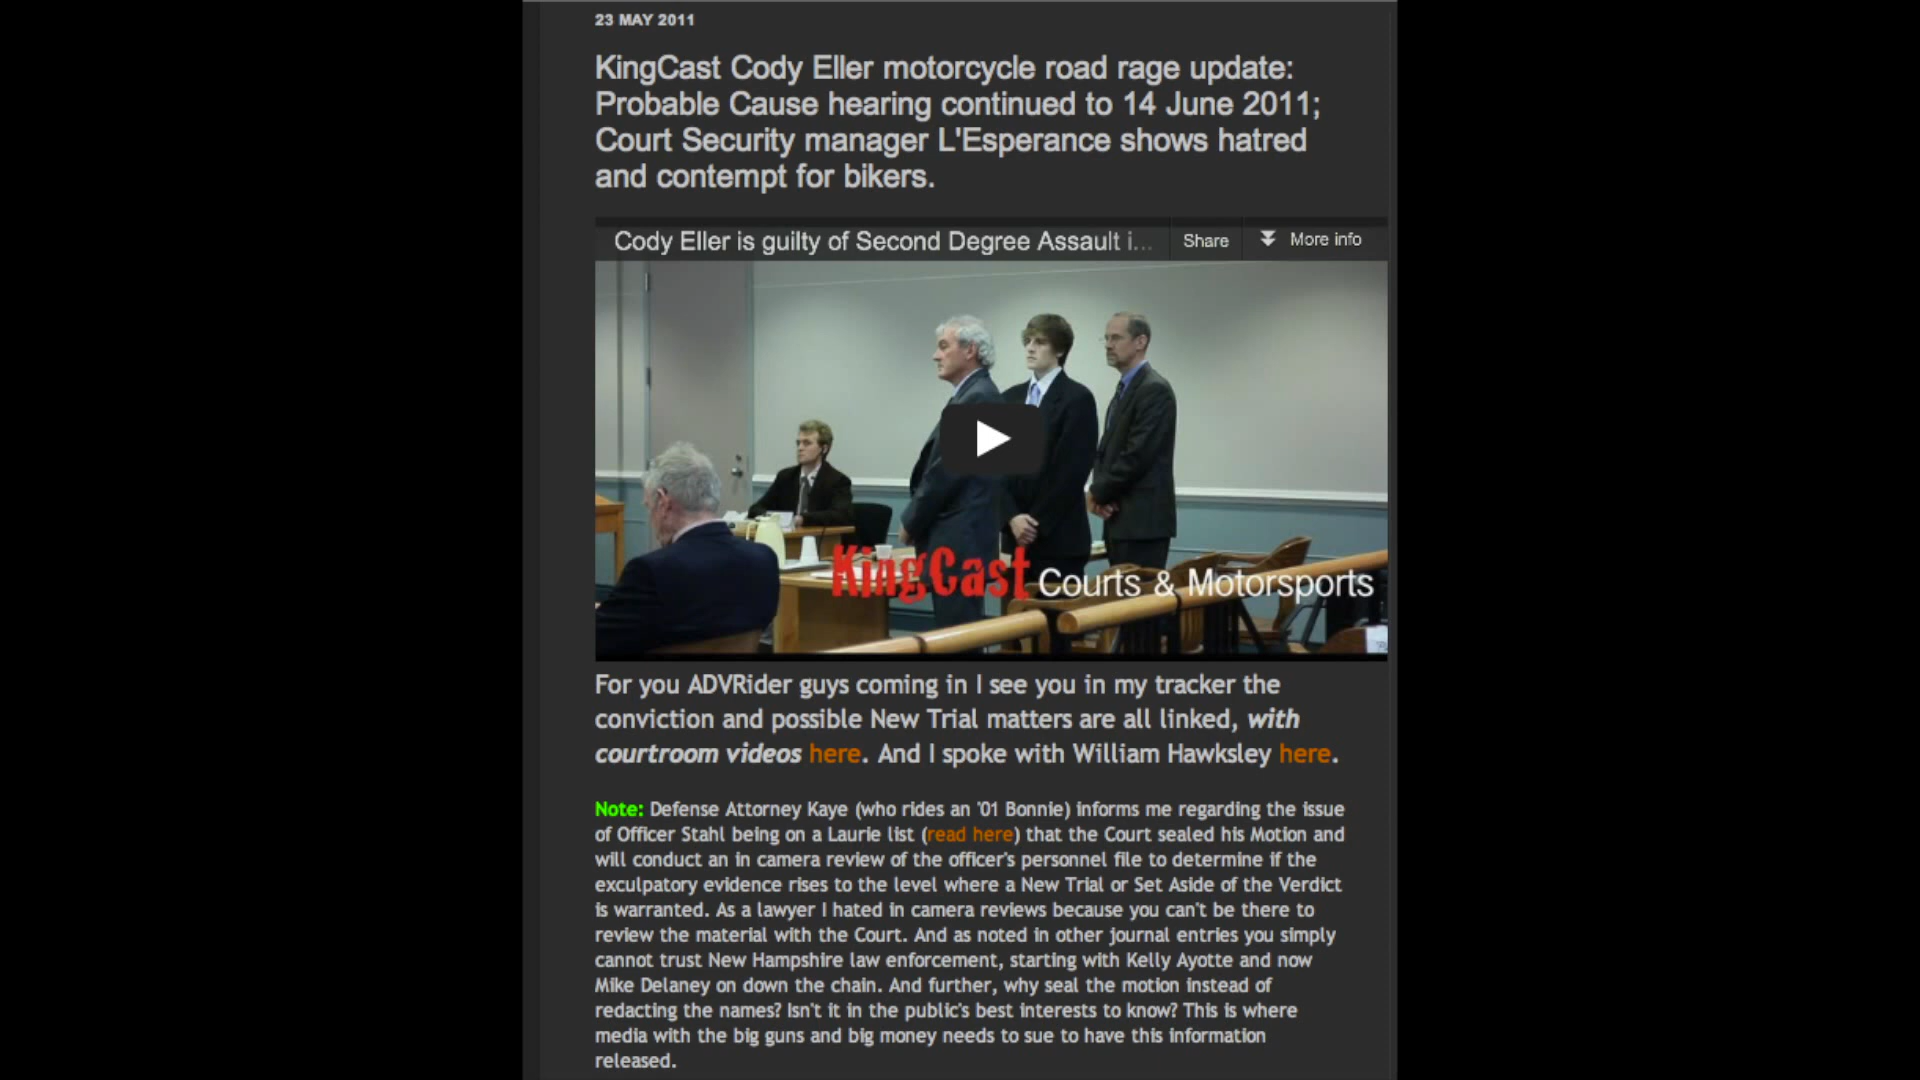 23 MAY 2011
KingCast Cody Eller motorcycle road rage update:
Probable Cause hearing continued to 14 June 2011;
Court Security manager L'Esperance shows hatred
and contempt for bikers.
Cody Eller is guilty of Second Degree Assault i...
Share
More info
KingCast Courts & Motorsports
For you ADVRider guys coming in I see you in my tracker the
conviction and possible New Trial matters are all linked, with
courtroom videos here. And I spoke with William Hawksley here.
Note: Defense Attorney Kaye (who rides an '01 Bonnie) informs me regarding the issue
of Officer Stahl being on a Laurie list (read here) that the Court sealed his Motion and
will conduct an in camera review of the officer's personnel file to determine if the
exculpatory evidence rises to the level where a New Trial or Set Aside of the Verdict
is warranted. As a lawyer I hated in camera reviews because you can't be there to
review the material with the Court. And as noted in other journal entries you simply
cannot trust New Hampshire law enforcement, starting with Kelly Ayotte and now
Mike Delaney on down the chain. And further, why seal the motion instead of
redacting the names? Isn't it in the public's best interests to know? This is where
media with the big guns and big money needs to sue to have this information
released.